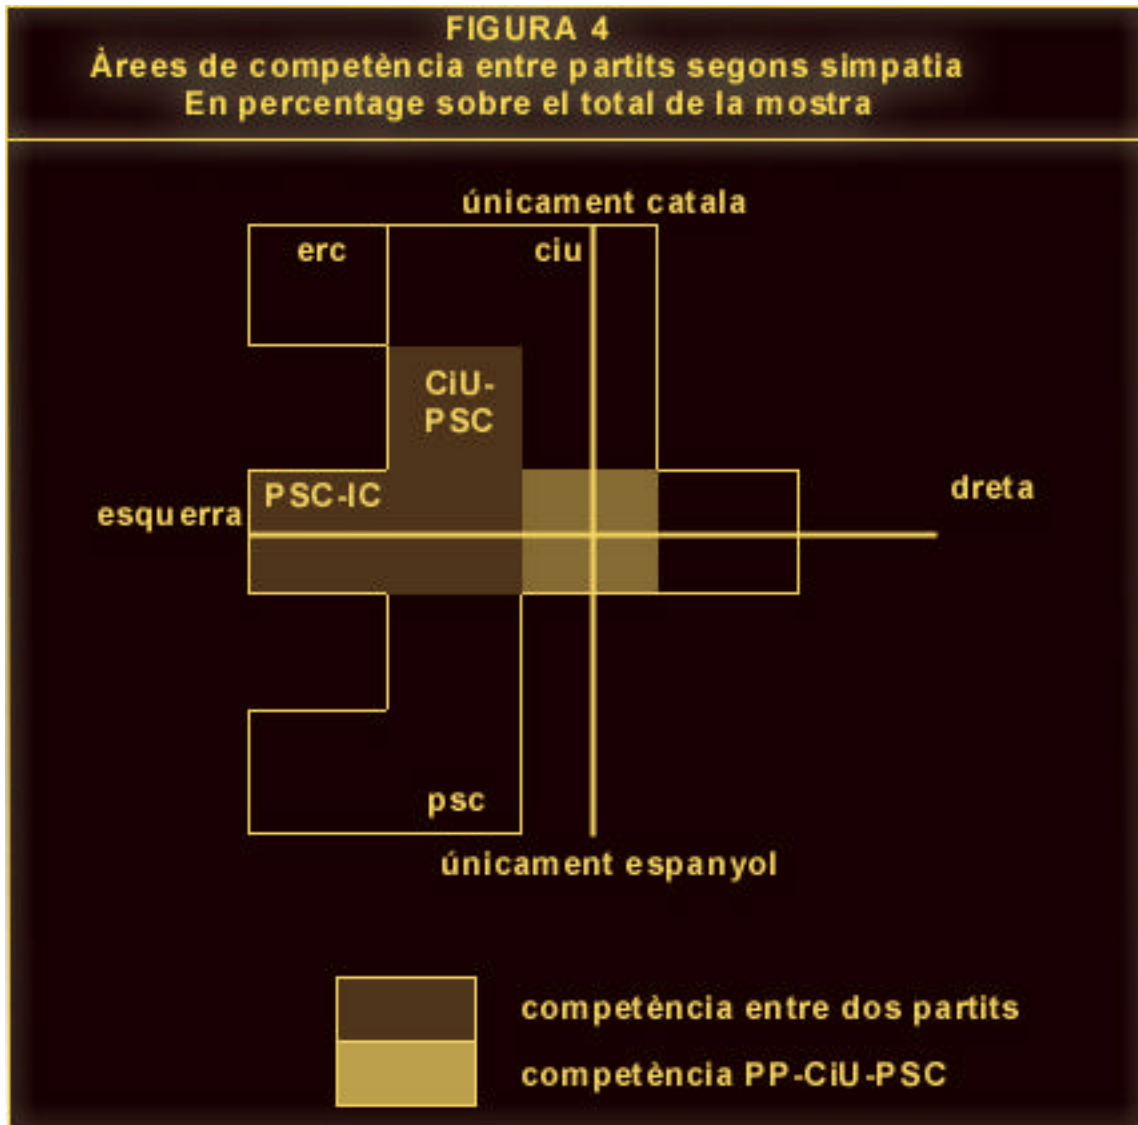 FIGURA 4
Àrees de competència entre partits segons simpatia
En percentage sobre el total de la mostra
únicament catala
erc
ciu
CiU-
PSC
PSC-IC
esquerra
dreta
psc
únicament espanyol
competència entre dos partits
competència PP-CiU-PSC